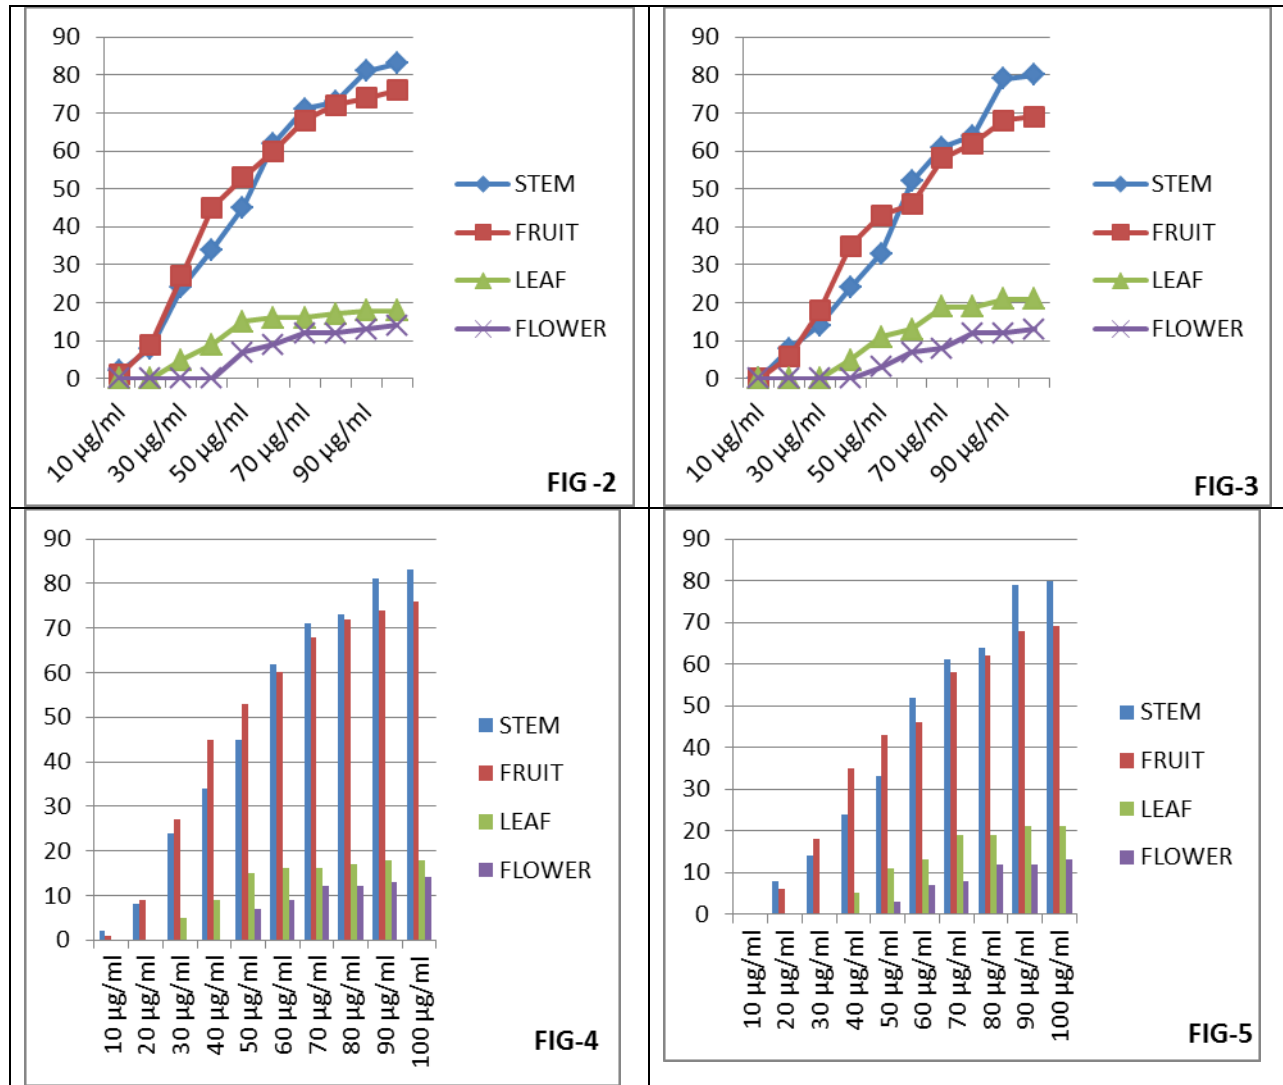 90
80
70
60
50
40
30
20
10
0
10 µg/ml
30 µg/ml
50 µg/ml
70 µg/ml
90 µg/ml
STEM
FRUIT
LEAF
FLOWER
FIG -2
90
80
70
60
50
40
30
20
10
0
10 µg/ml
30 µg/ml
50 µg/ml
70 µg/ml
90 µg/ml
STEM
FRUIT
LEAF
FLOWER
FIG-3
90
80
70
60
50
40
30
20
10
0
10 µg/ml
20 µg/ml
30 µg/ml
40 µg/ml
50 µg/ml
60 µg/ml
70 µg/ml
80 µg/ml
90 µg/ml
100 µg/ml
STEM
FRUIT
LEAF
FLOWER
FIG-4
90
80
70
60
50
40
30
20
10
0
10 µg/ml
20 µg/ml
30 µg/ml
40 µg/ml
50 µg/ml
60 µg/ml
70 µg/ml
80 µg/ml
90 µg/ml
100 µg/ml
STEM
FRUIT
LEAF
FLOWER
FIG-5